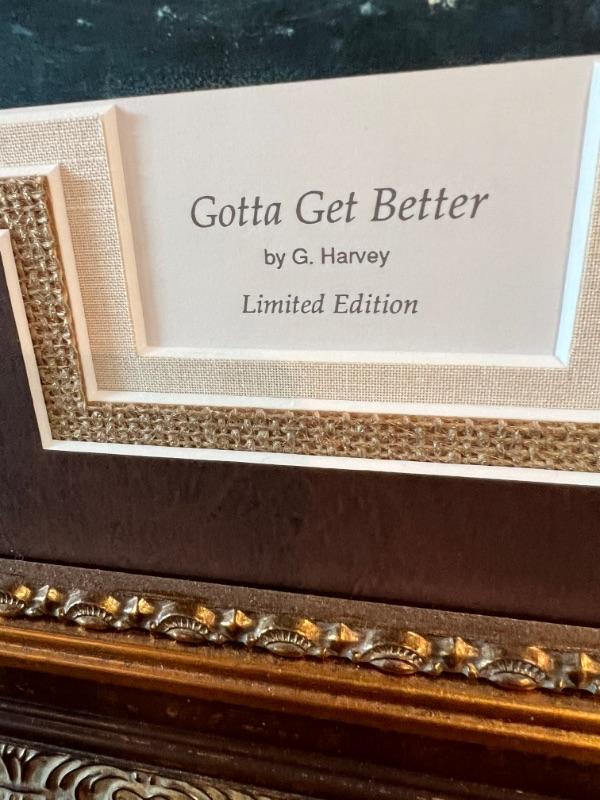 Gotta Get Better
by G. Harvey
Limited Edition